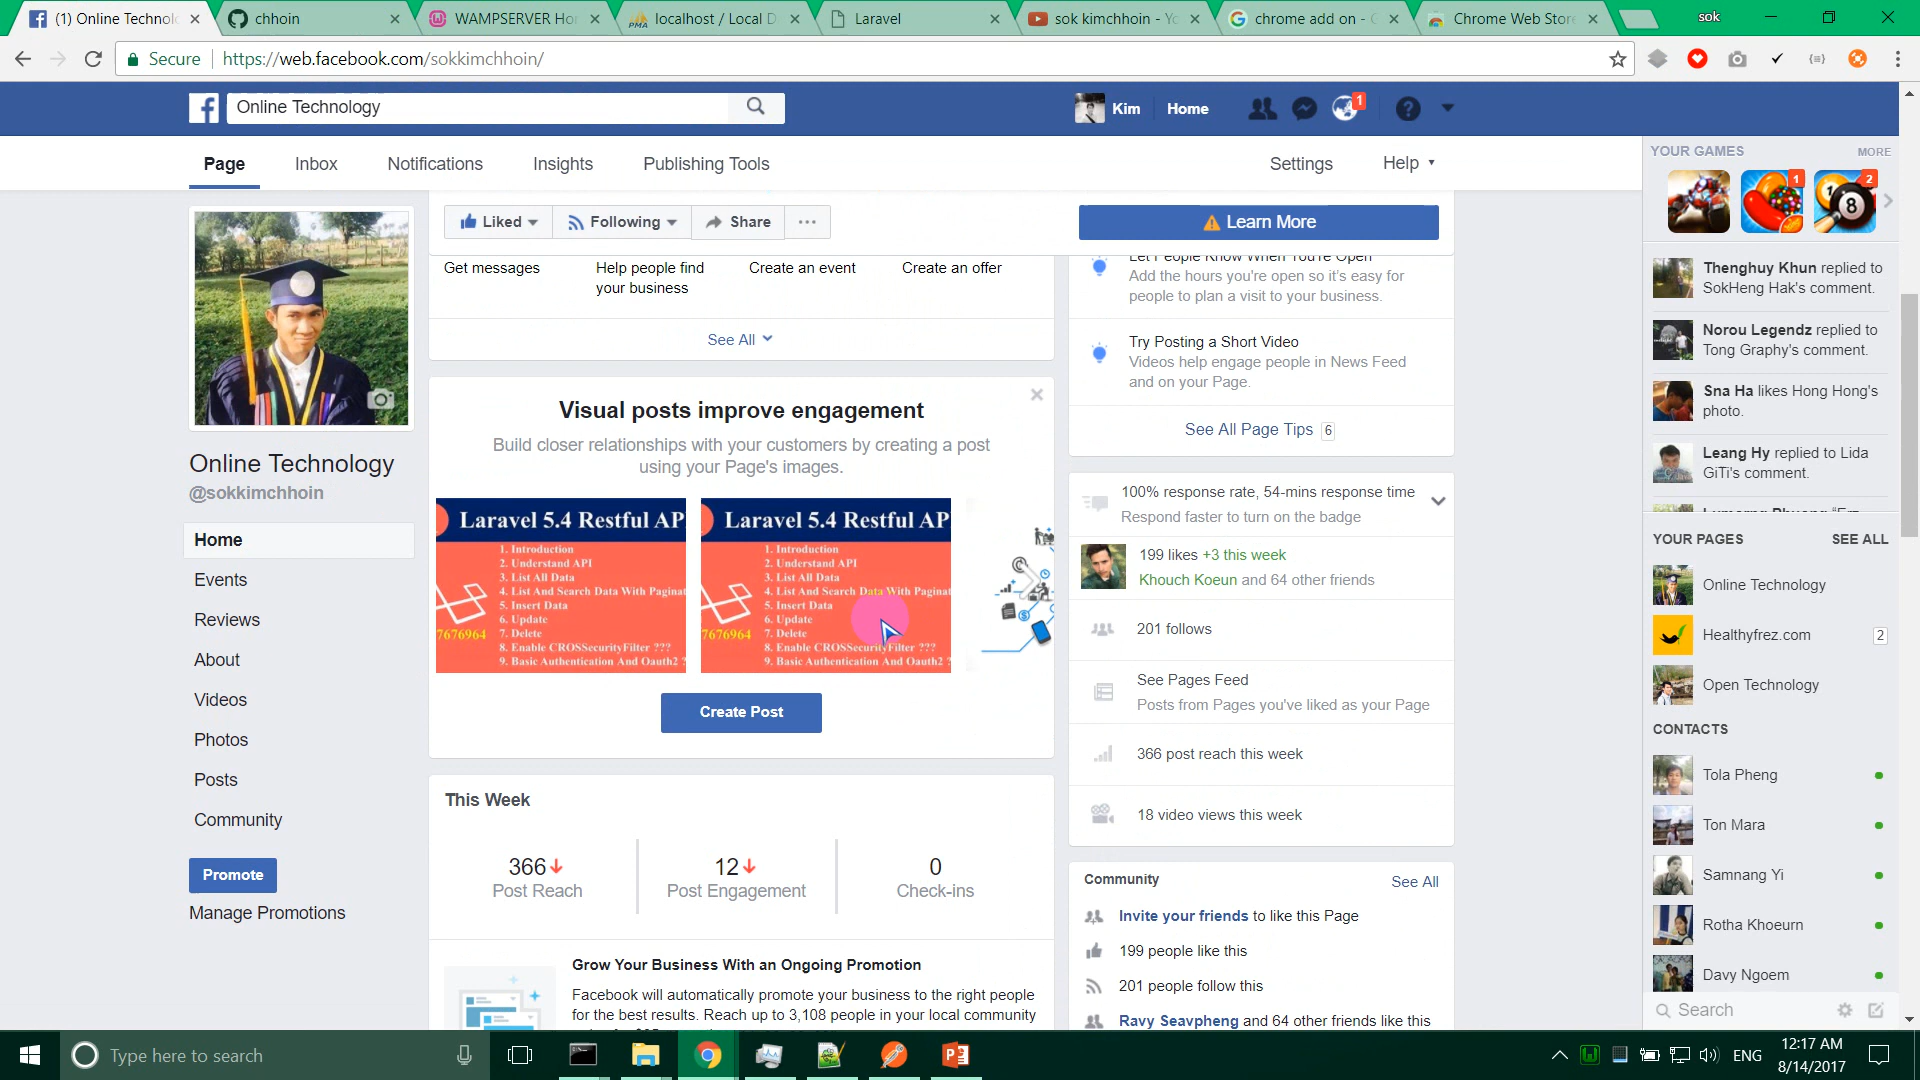 (1) Online Technolo
chhoin
WAMPSERVER Ho
localhost / Local D
Laravel
sok kimchhoin - Yo
chrome add on - G
Chrome Web Store
sok
Secure
https://web.facebook.com/sokkimchhoin/
Online Technology
Kim
Home
1
Page
Inbox
Notifications
Insights
Publishing Tools
Settings
Help
Liked
Following
Share
Learn More
Get messages
Help people find
your business
Create an event
Create an offer
See All
Let People Know When You're Open
Add the hours you're open so it's easy for
people to plan a visit to your business.
Try Posting a Short Video
Videos help engage people in News Feed
and on your Page.
See All Page Tips 6
Visual posts improve engagement
Build closer relationships with your customers by creating a post
using your Page's images.
Laravel 5.4 Restful AP
1. Introduction
2. Understand API
3. List All Data
4. List And Search Data With Paginat
5. Insert Data
6. Update
7. Delete
8. Enable CROSSecurityFilter ???
9. Basic Authentication And Oauth2 ?
7676964
Laravel 5.4 Restful AP
1. Introduction
2. Understand API
3. List All Data
4. List And Search Data With Paginat
5. Insert Data
6. Update
7. Delete
8. Enable CROSSecurityFilter ???
9. Basic Authentication And Oauth2 ?
7676964
Create Post
Online Technology
@sokkimchhoin
Home
Events
Reviews
About
Videos
Photos
Posts
Community
Promote
Manage Promotions
This Week
366
Post Reach
12
Post Engagement
0
Check-ins
Grow Your Business With an Ongoing Promotion
Facebook will automatically promote your business to the right people
for the best results. Reach up to 3,108 people in your local community
100% response rate, 54-mins response time
Respond faster to turn on the badge
199 likes +3 this week
Khouch Koeun and 64 other friends
201 follows
See Pages Feed
Posts from Pages you've liked as your Page
366 post reach this week
18 video views this week
Community
See All
Invite your friends to like this Page
199 people like this
201 people follow this
Ravy Seavpheng and 64 other friends like this
YOUR GAMES
MORE
1
2
8
Thenghuy Khun replied to
SokHeng Hak's comment.
Norou Legendz replied to
Tong Graphy's comment.
Sna Ha likes Hong Hong's
photo.
Leang Hy replied to Lida
GiTi's comment.
YOUR PAGES
SEE ALL
Online Technology
Healthyfrez.com
2
Open Technology
CONTACTS
Tola Pheng
Ton Mara
Samnang Yi
Rotha Khoeurn
Davy Ngoem
Search
Type here to search
ENG
12:17 AM
8/14/2017